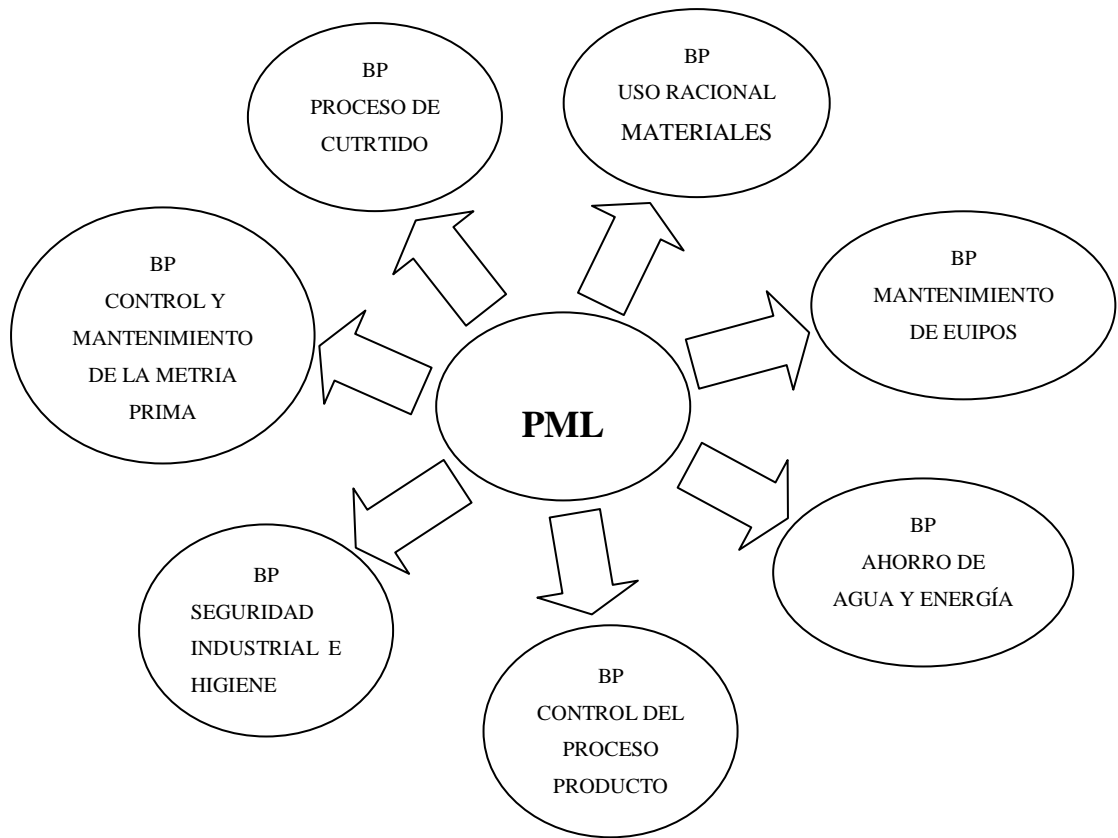 BP
PROCESO DE
CUTRTIDO
BP
USO RACIONAL
MATERIALES
BP
CONTROL Y
MANTENIMIENTO
DE LA METRIA
PRIMA
BP
MANTENIMIENTO
DE EUIPOS
PML
BP
SEGURIDAD
INDUSTRIAL E
HIGIENE
BP
AHORRO DE
AGUA Y ENERGÍA
BP
CONTROL DEL
PROCESO
PRODUCTO